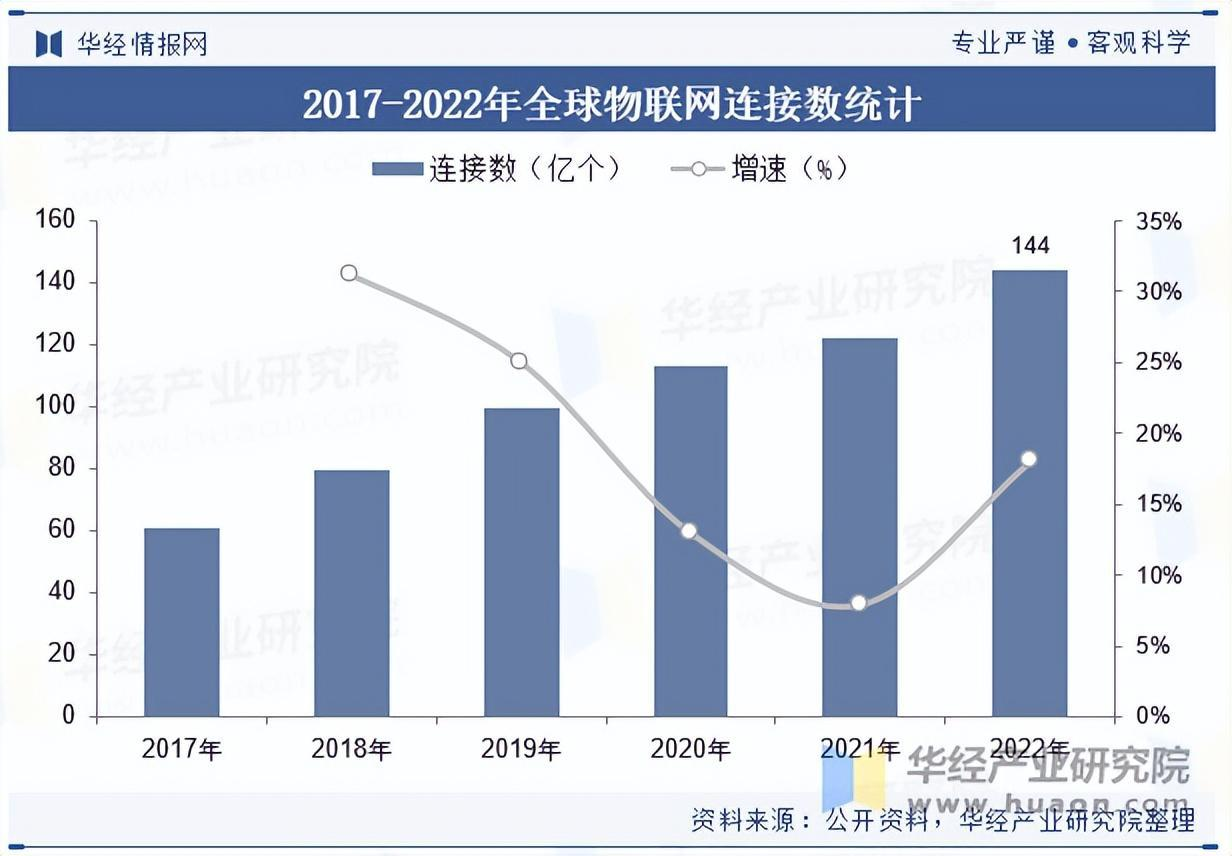 华经情报网
专业严谨 • 客观科学
2017-2022年全球物联网连接数统计
连接数（亿个） 增速（%）
160 35%
144
140 30%
120 25%
100 20%
80 15%
60 10%
40 5%
20 0%
0
2017年 2018年 2019年 2020年 2021年 2022年
华经产业研究院
www.huaon.com
资料来源：公开资料，华经产业研究院整理